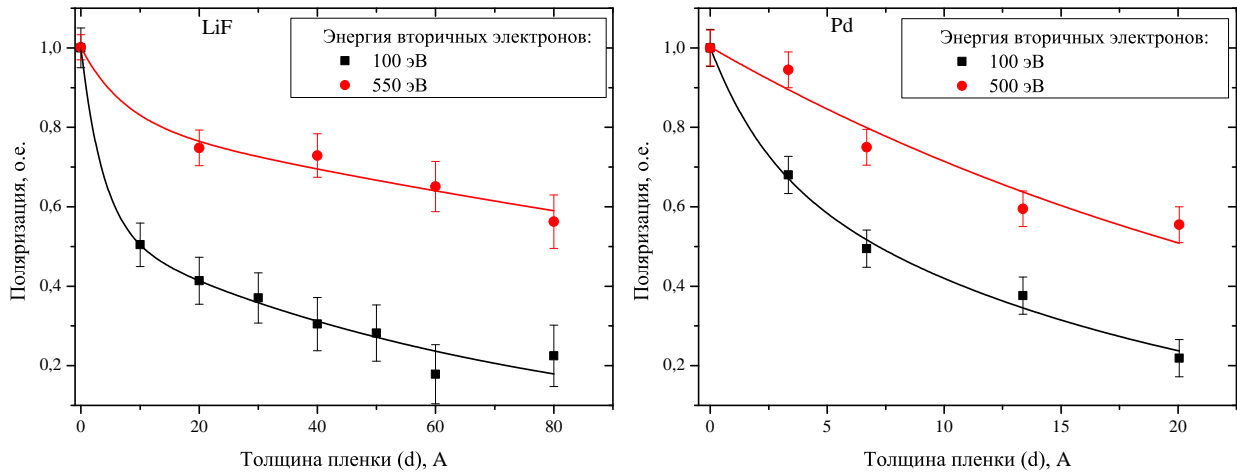 LiF
Энергия вторичных электронов:
100 эВ
550 эВ
1,0
0,8
0,6
0,4
0,2
Поляризация, о.е.
0
20
40
60
80
Толщина пленки (d), А
Pd
Энергия вторичных электронов:
100 эВ
500 эВ
1,0
0,8
0,6
0,4
0,2
Поляризация, о.е.
0
5
10
15
20
Толщина пленки (d), А